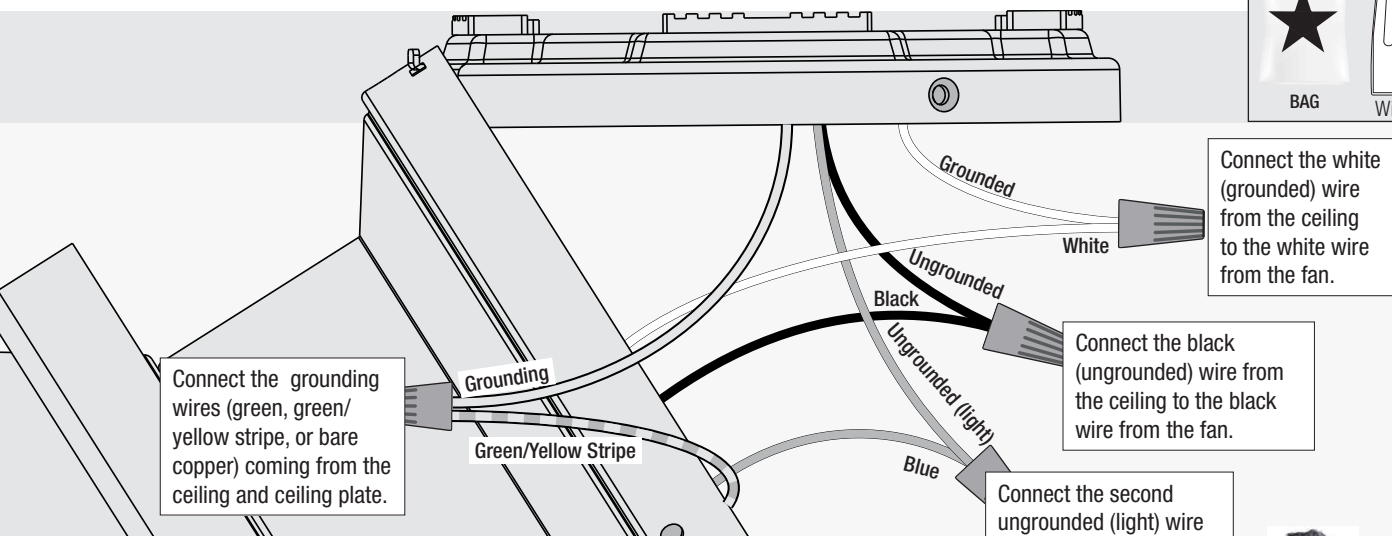 BAG
Grounded
Connect the white
(grounded) wire
from the ceiling
to the white wire
from the fan.
White
Ungrounded
Black
Ungrounded (light)
Connect the black
(ungrounded) wire from
the ceiling to the black
wire from the fan.
Connect the  grounding
wires (green, green/
yellow stripe, or bare
copper) coming from the
ceiling and ceiling plate.
Grounding
Green/Yellow Stripe
Blue
Connect the second
ungrounded (light) wire